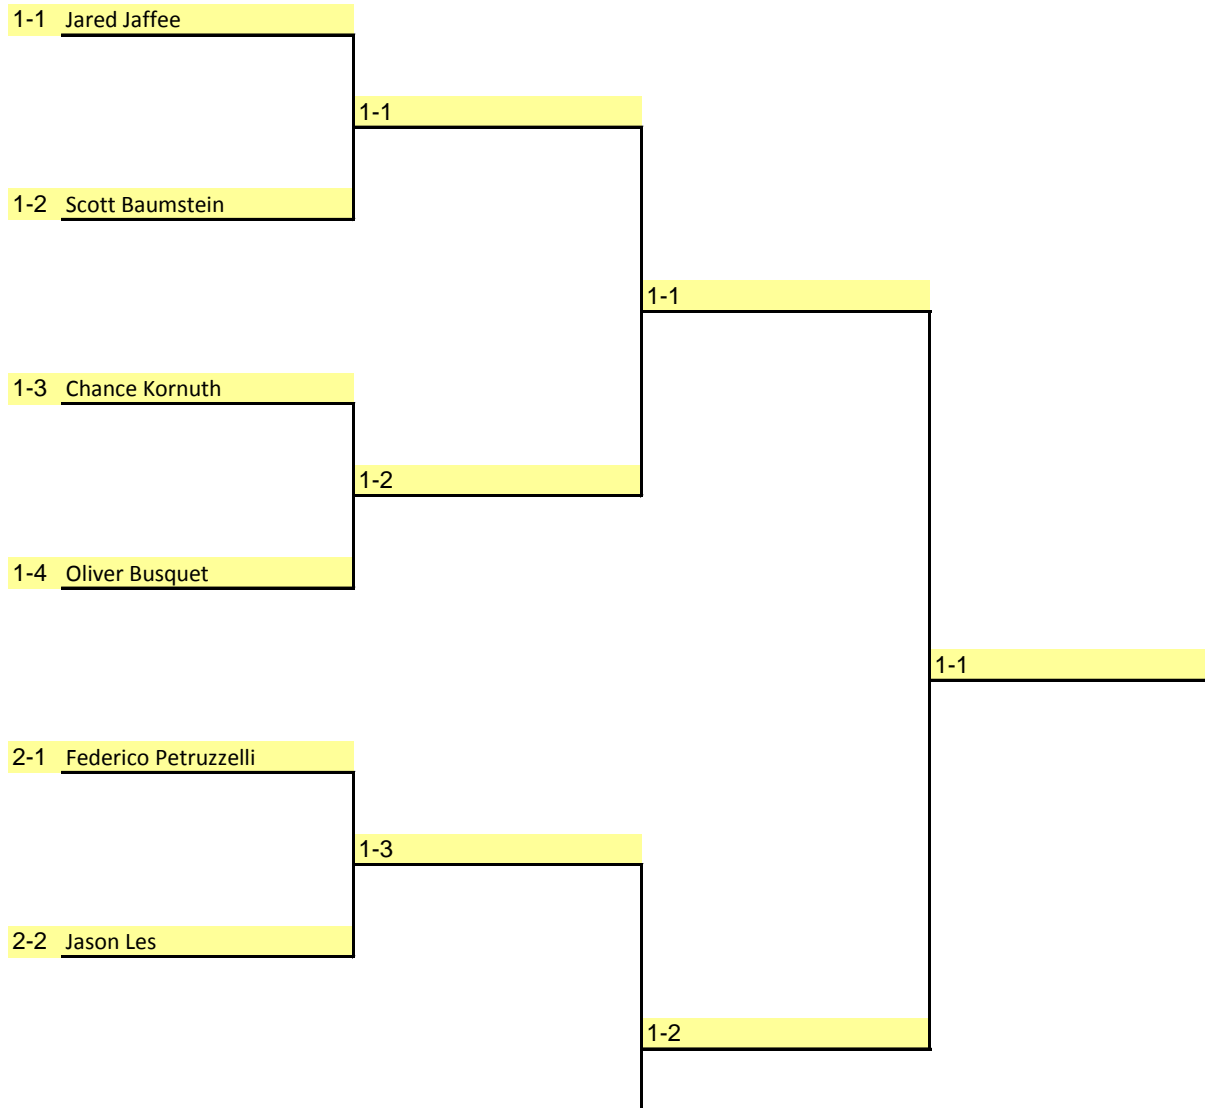 1-1 Jared Jaffee
1-1
1-2 Scott Baumstein
1-1
1-3 Chance Kornuth
1-2
1-4 Oliver Busquet
1-1
2-1 Federico Petruzzelli
1-3
2-2 Jason Les
1-2